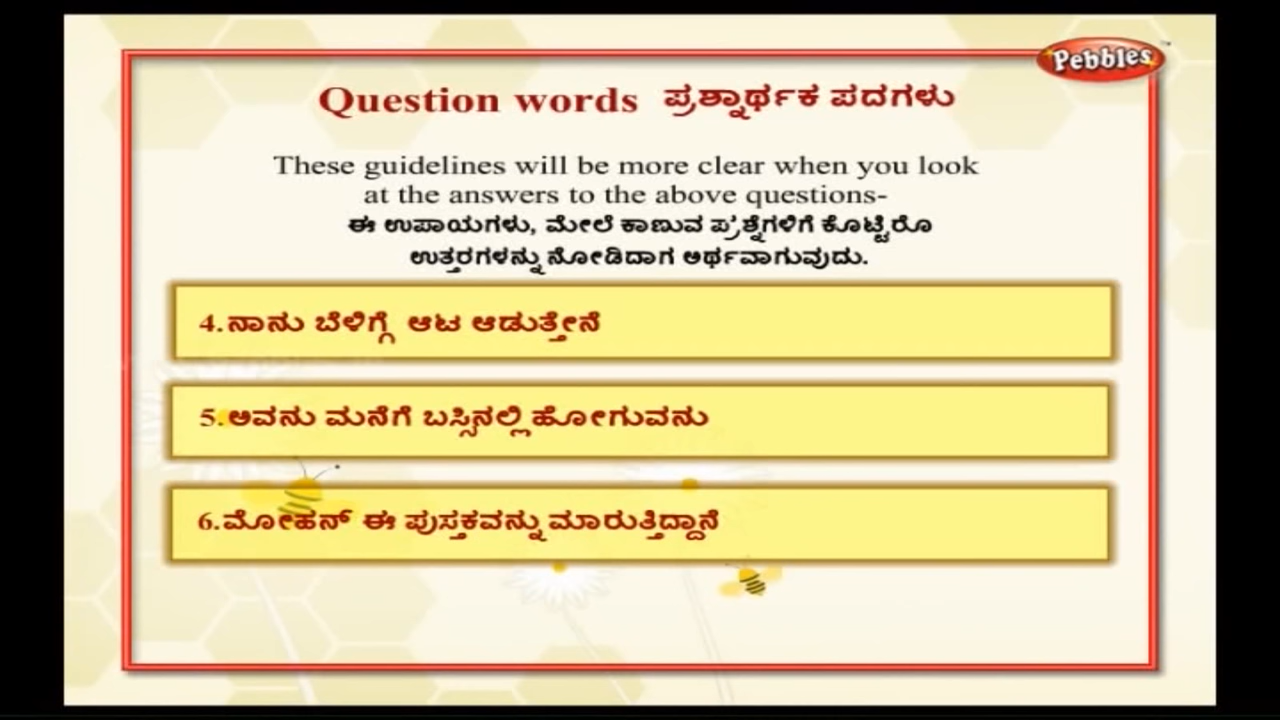 Pebbles™
Question words ಪ್ರಶ್ನಾರ್ಥಕ ಪದಗಳು
These guidelines will be more clear when you look
at the answers to the above questions-
ಈ ಉಪಾಯಗಳು, ಮೇಲೆ ಕಾಣುವ ಪ್ರಶ್ನೆಗಳಿಗೆ ಕೊಟ್ಟಿರೊ
ಉತ್ತರಗಳನ್ನು ನೋಡಿದಾಗ ಅರ್ಥವಾಗುವುದು.
4.ನಾನು ಬೆಳಿಗ್ಗೆ ಆಟ ಆಡುತ್ತೇನೆ
5.ಅವನು ಮನೆಗೆ ಬಸ್ಸಿನಲ್ಲಿ ಹೋಗುವನು
6.ಮೋಹನ್ ಈ ಪುಸ್ತಕವನ್ನು ಮಾರುತ್ತಿದ್ದಾನೆ